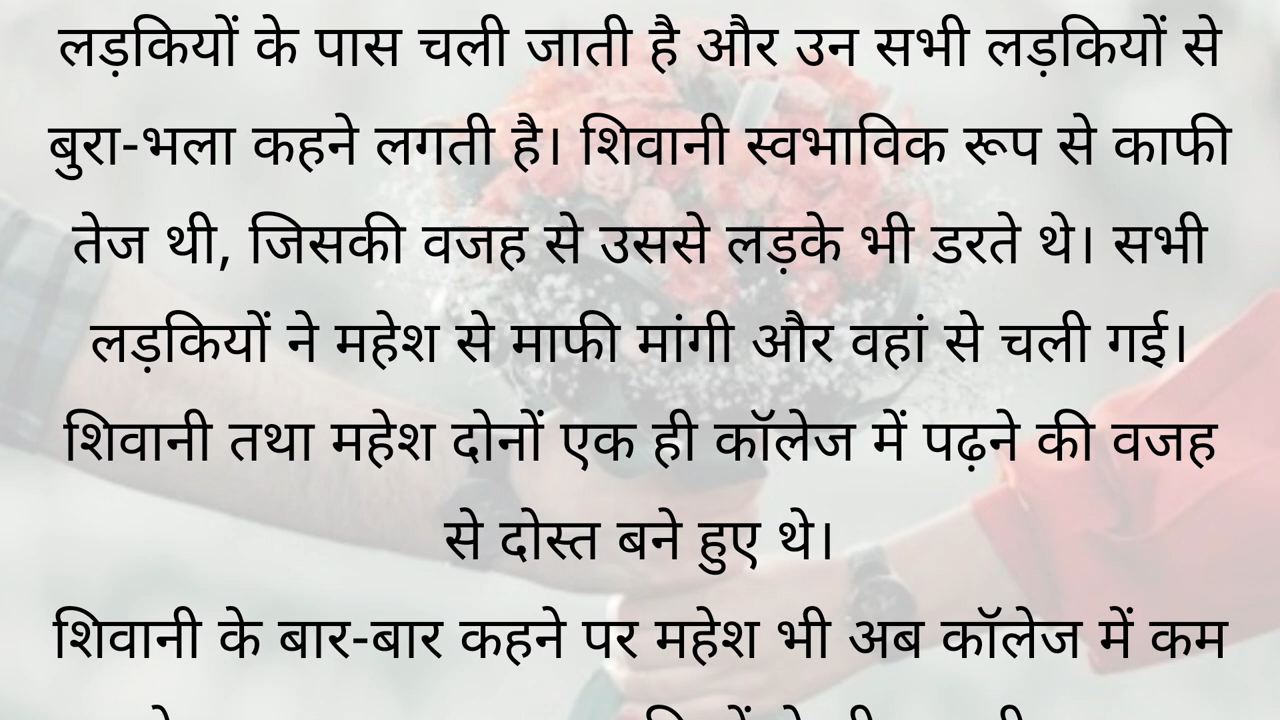 लड़कियों के पास चली जाती है और उन सभी लड़कियों से
बुरा-भला कहने लगती है। शिवानी स्वभाविक रूप से काफी
तेज थी, जिसकी वजह से उससे लड़के भी डरते थे। सभी
लड़कियों ने महेश से माफी मांगी और वहां से चली गई।
शिवानी तथा महेश दोनों एक ही कॉलेज में पढ़ने की वजह
से दोस्त बने हुए थे।
शिवानी के बार-बार कहने पर महेश भी अब कॉलेज में कम